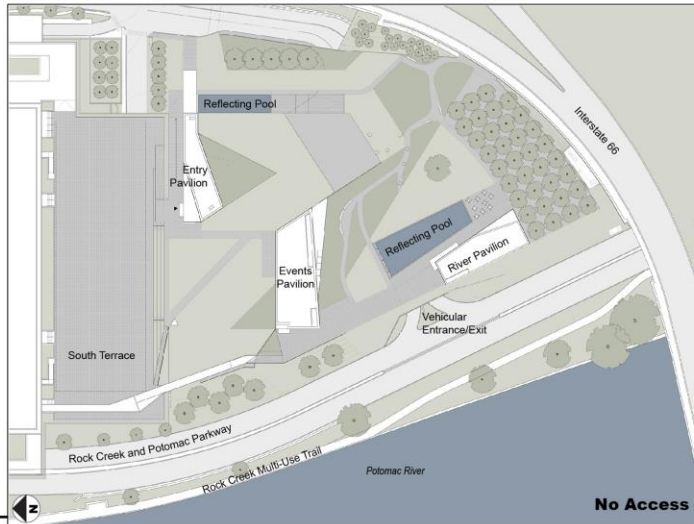 Reflecting Pool
Interstate 66
Entry
Pavilion
Reflecting Pool
River Pavilion
Events
Pavilion
Vehicular
Entrance/Exit
South Terrace
Rock Creek and Potomac Parkway
Rock Creek Multi-Use Trail
Potomac River
N
No Access